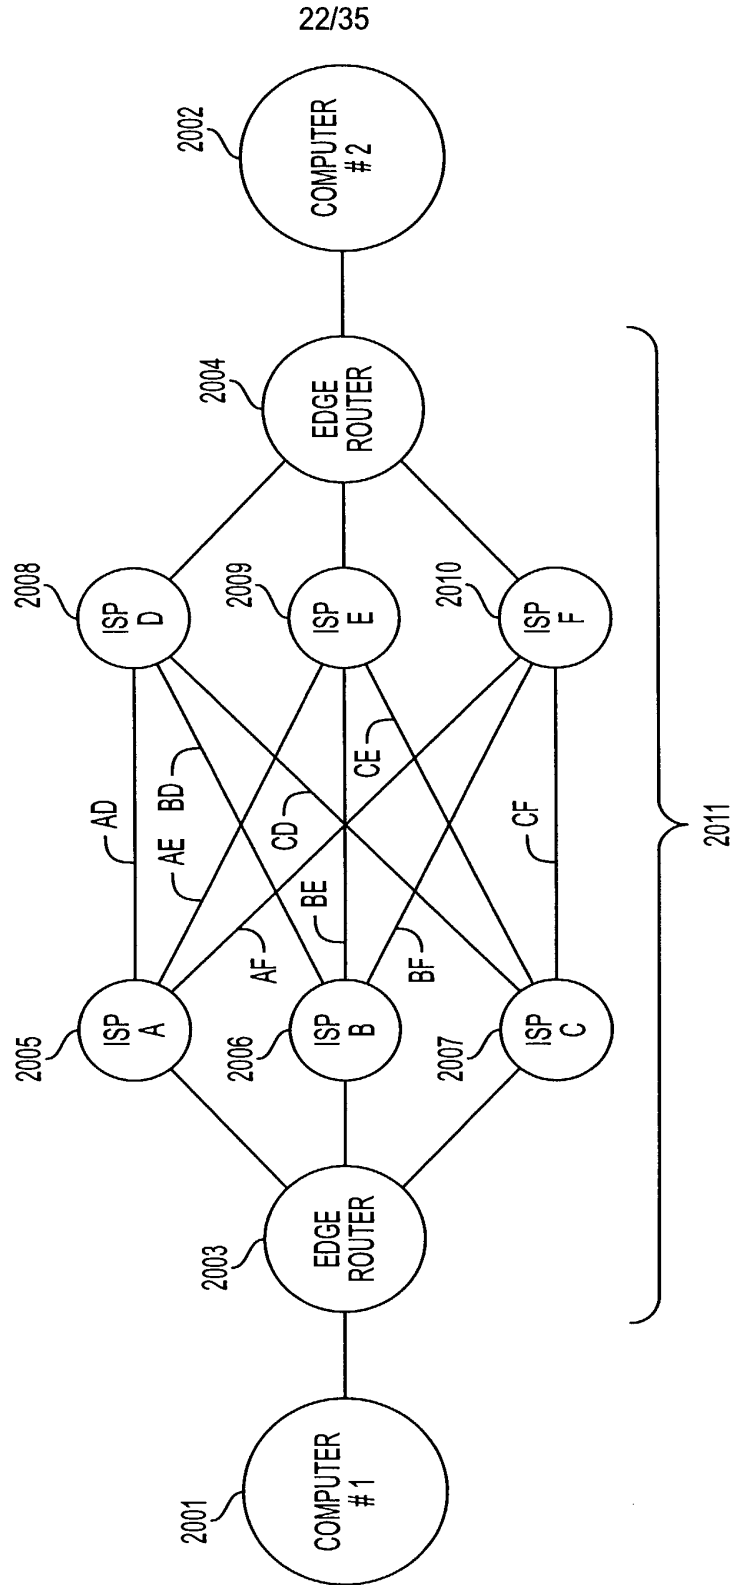 22/35
2001
COMPUTER
#1
2003
EDGE
ROUTER
2005
ISP
A
2006
ISP
B
2007
ISP
C
AD
AE
BD
AF
CD
BE
CE
BF
CF
2008
ISP
D
2009
ISP
E
2010
ISP
F
2004
EDGE
ROUTER
2002
COMPUTER
#2
2011